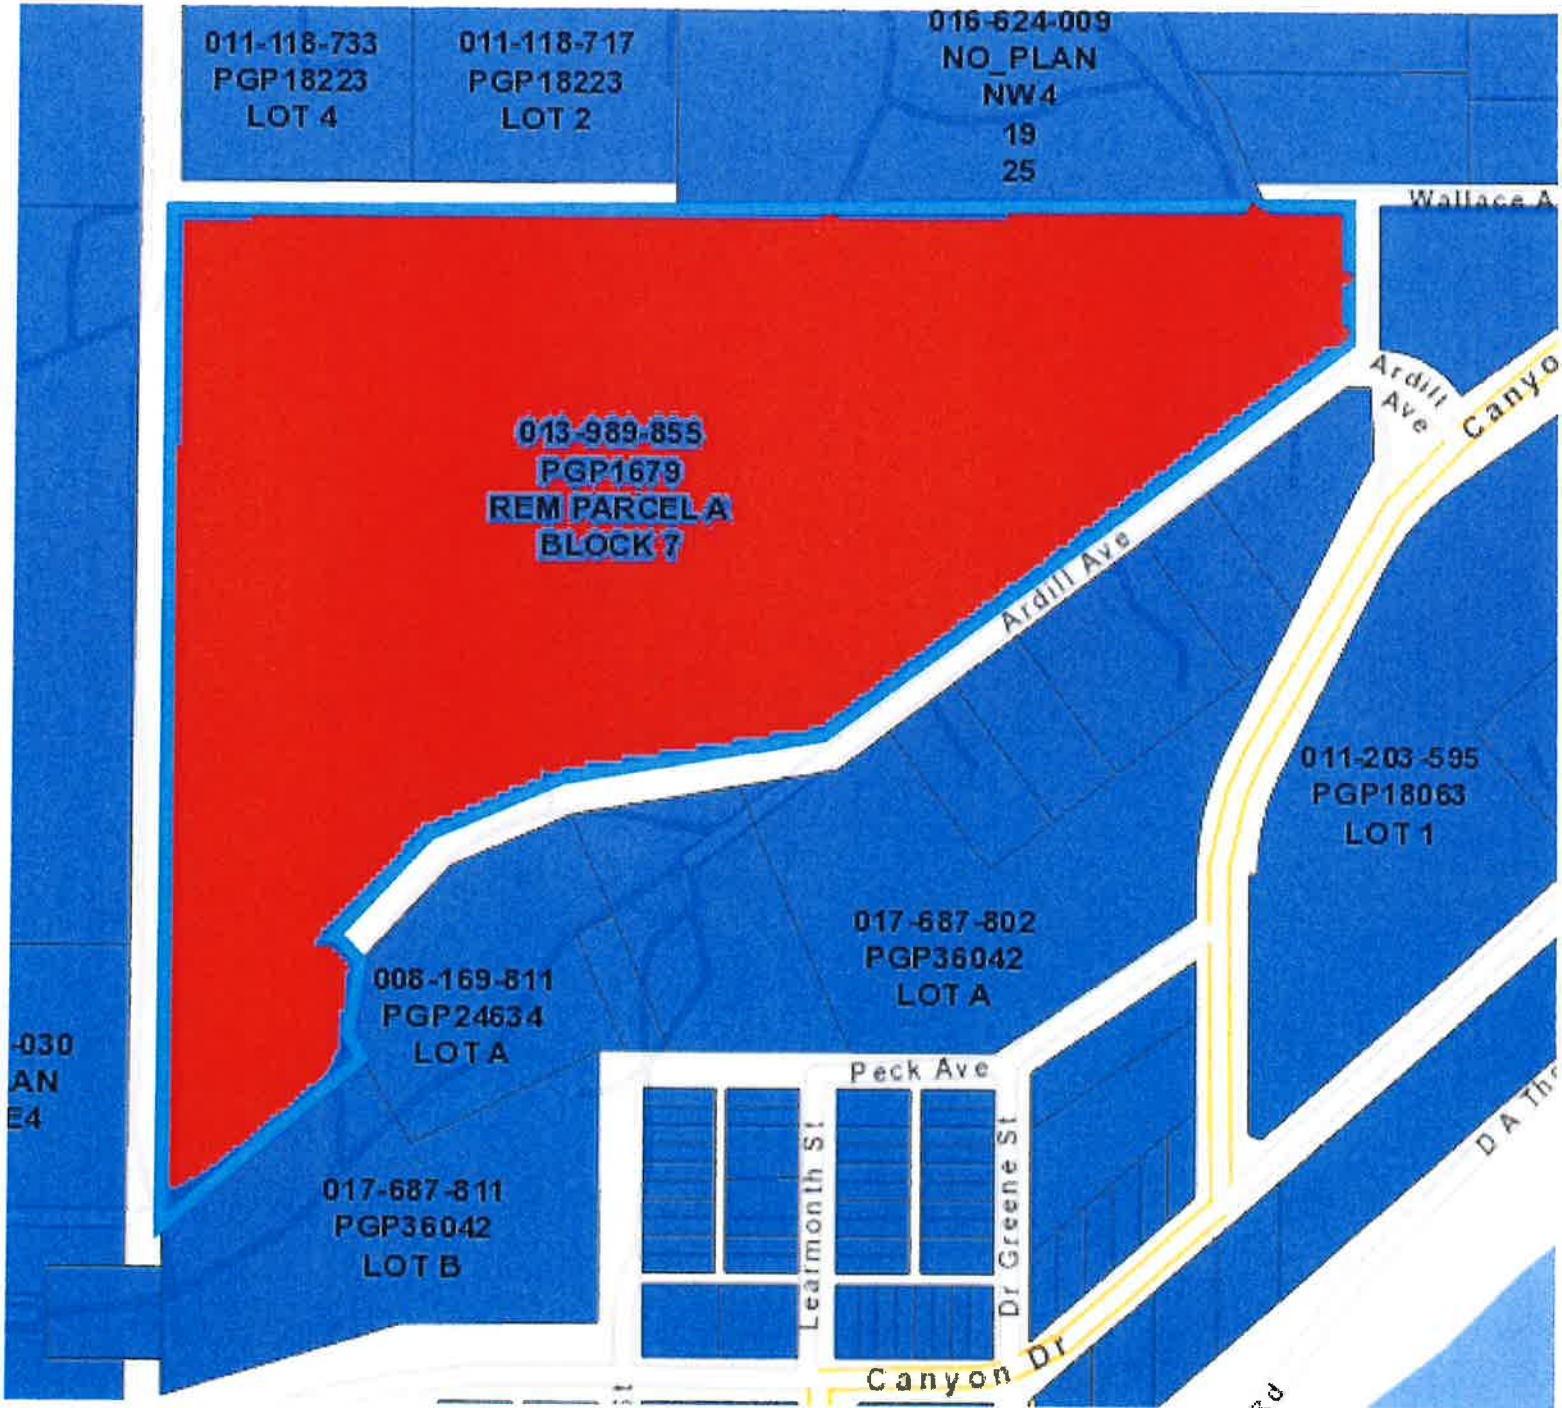 011-118-733
PGP18223
LOT 4
011-118-717
PGP18223
LOT 2
016-624-009
NO_PLAN
NW4
19
25
Wallace A
Ardill
Ave
Canyo
013-989-855
PGP1679
REM PARCEL A
BLOCK 7
Ardill Ave
011-203-595
PGP18063
LOT 1
017-687-802
PGP36042
LOT A
008-169-811
PGP24634
LOT A
-030
AN
E4
Peck Ave
Learmonth St
Dr Greene St
D A Tho
017-687-811
PGP36042
LOT B
Canyon Dr
St
ed